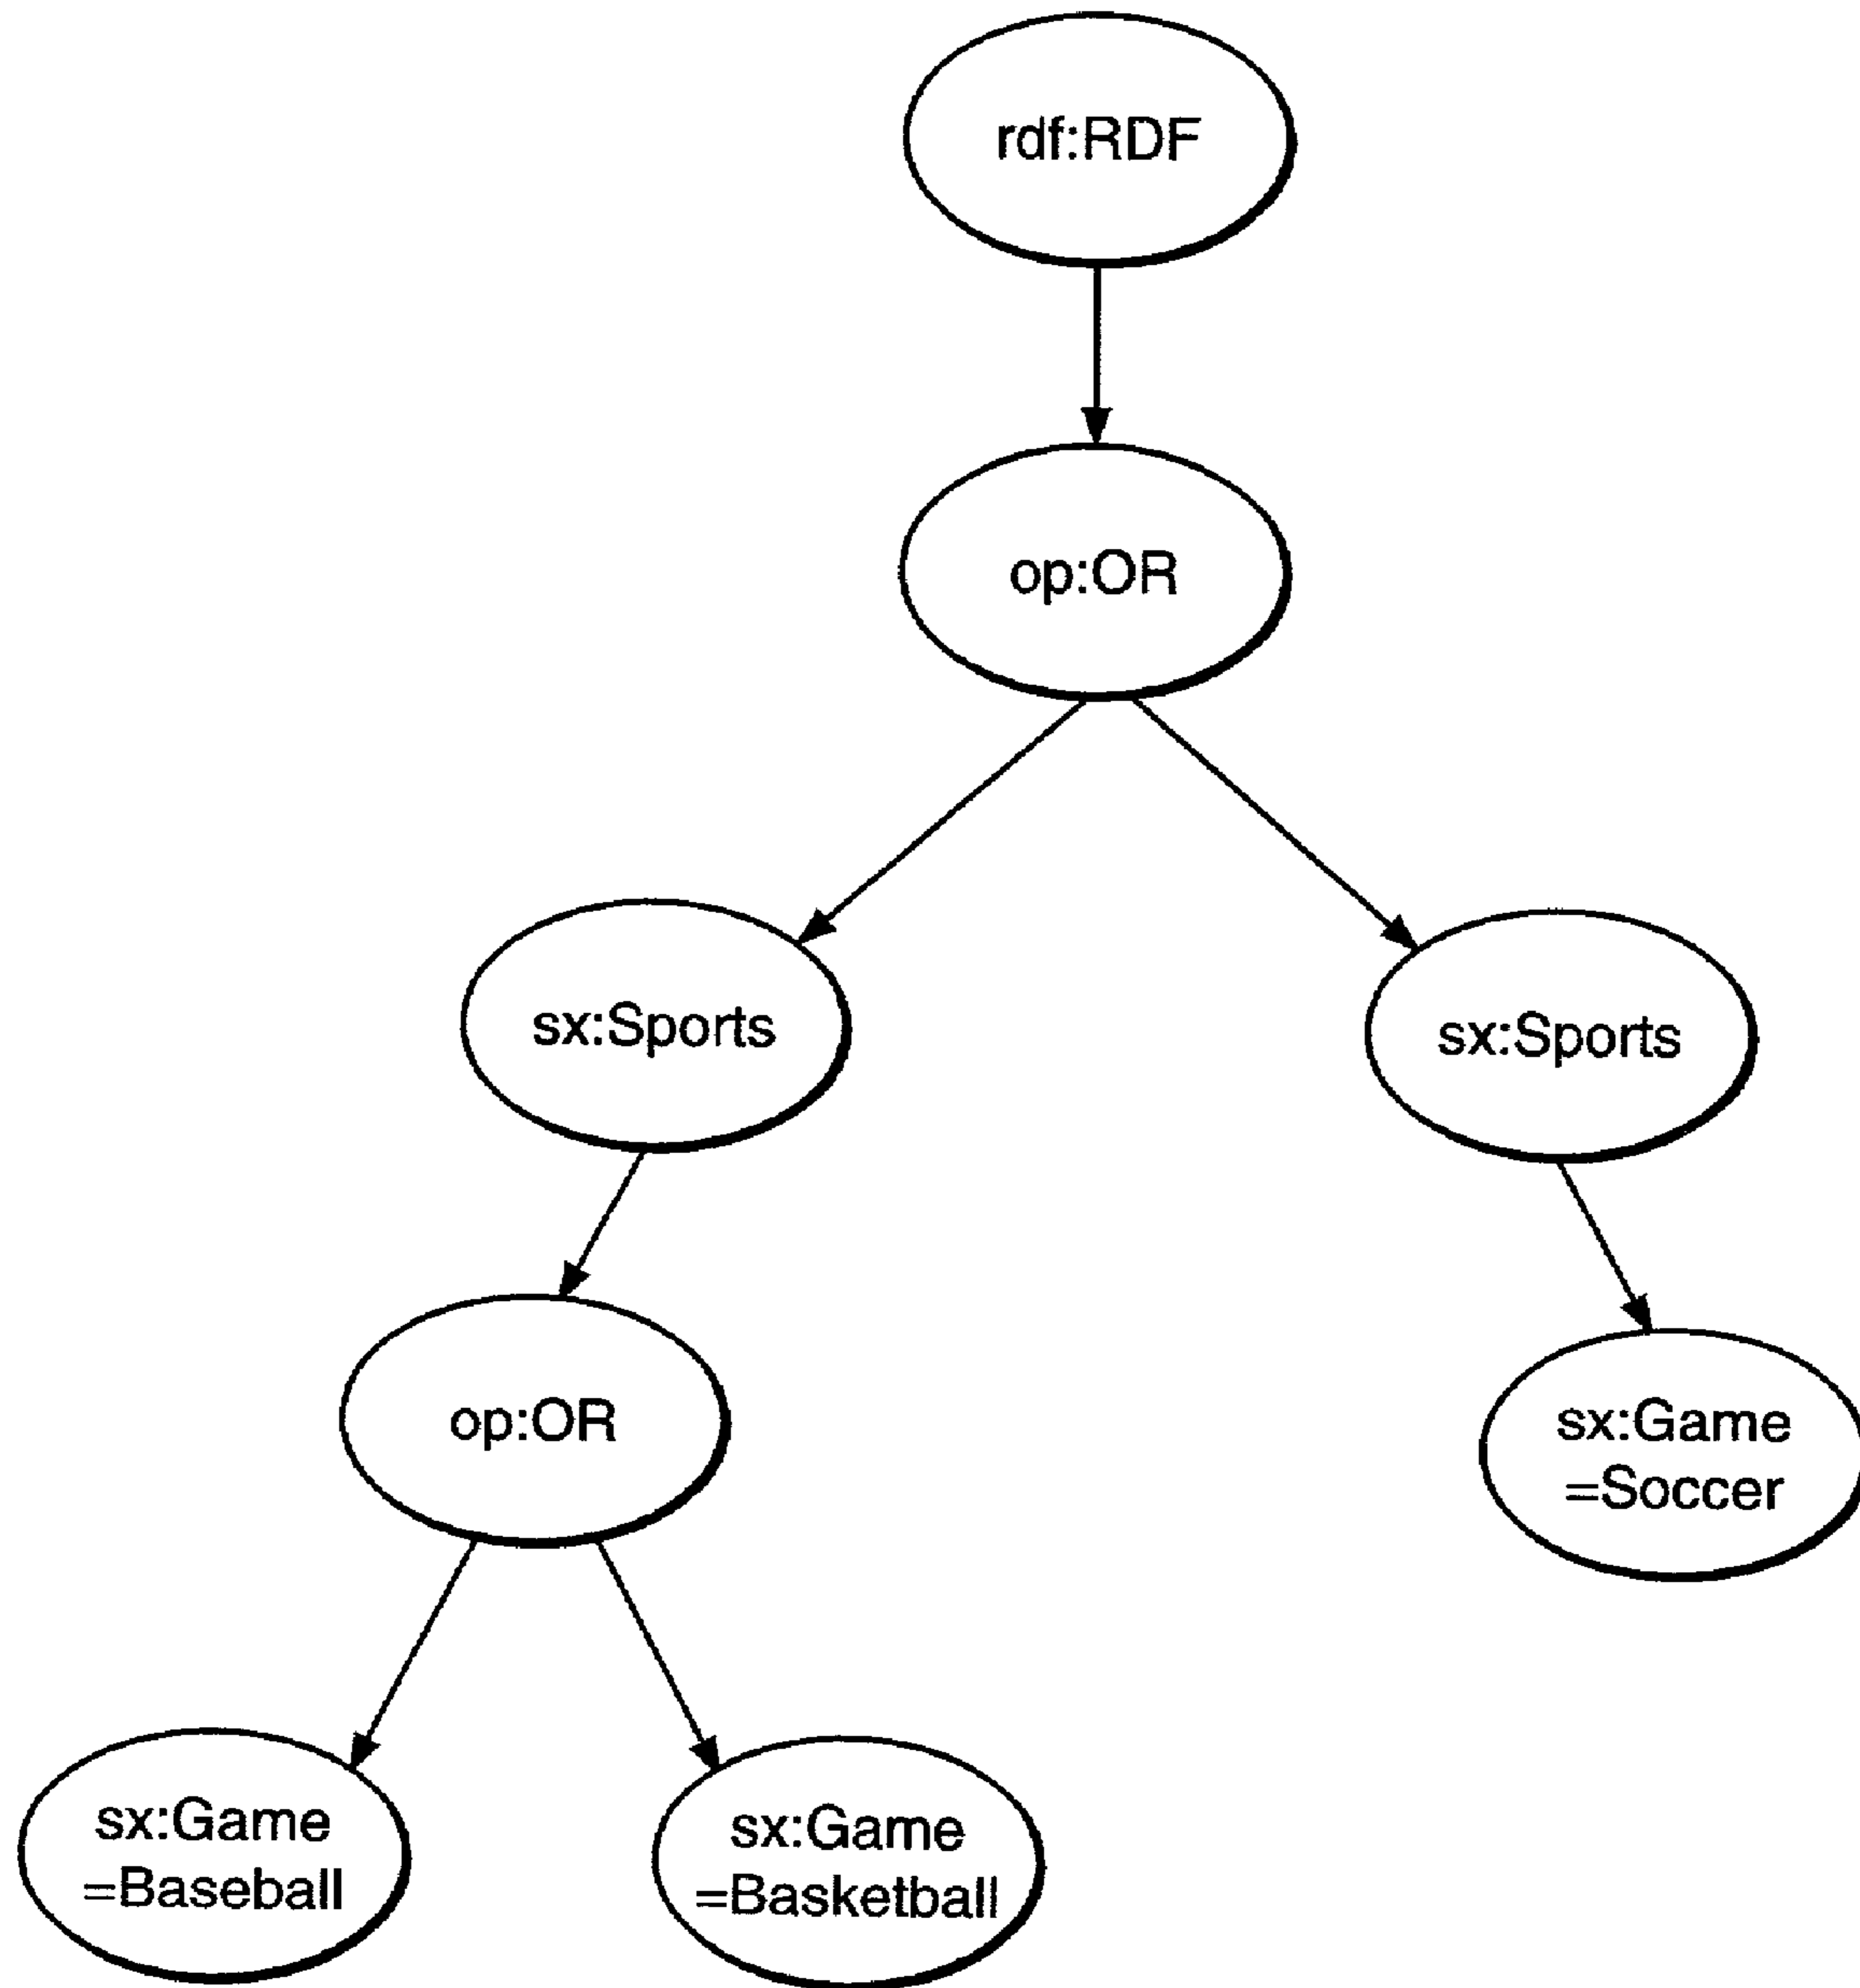 rdf:RDF
op:OR
sx:Sports
sx:Sports
op:OR
sx:Game
=Soccer
sx:Game
=Baseball
sx:Game
=Basketball